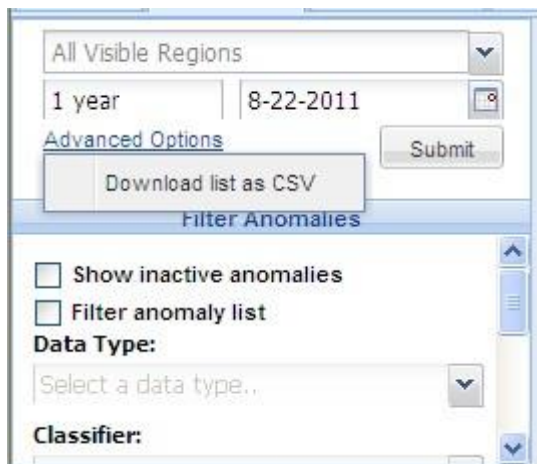 All Visible Regions
1 year 8-22-2011
Advanced Options
Submit
Download list as CSV
Filter Anomalies
Show inactive anomalies
Filter anomaly list
Data Type:
Select a data type..
Classifier: